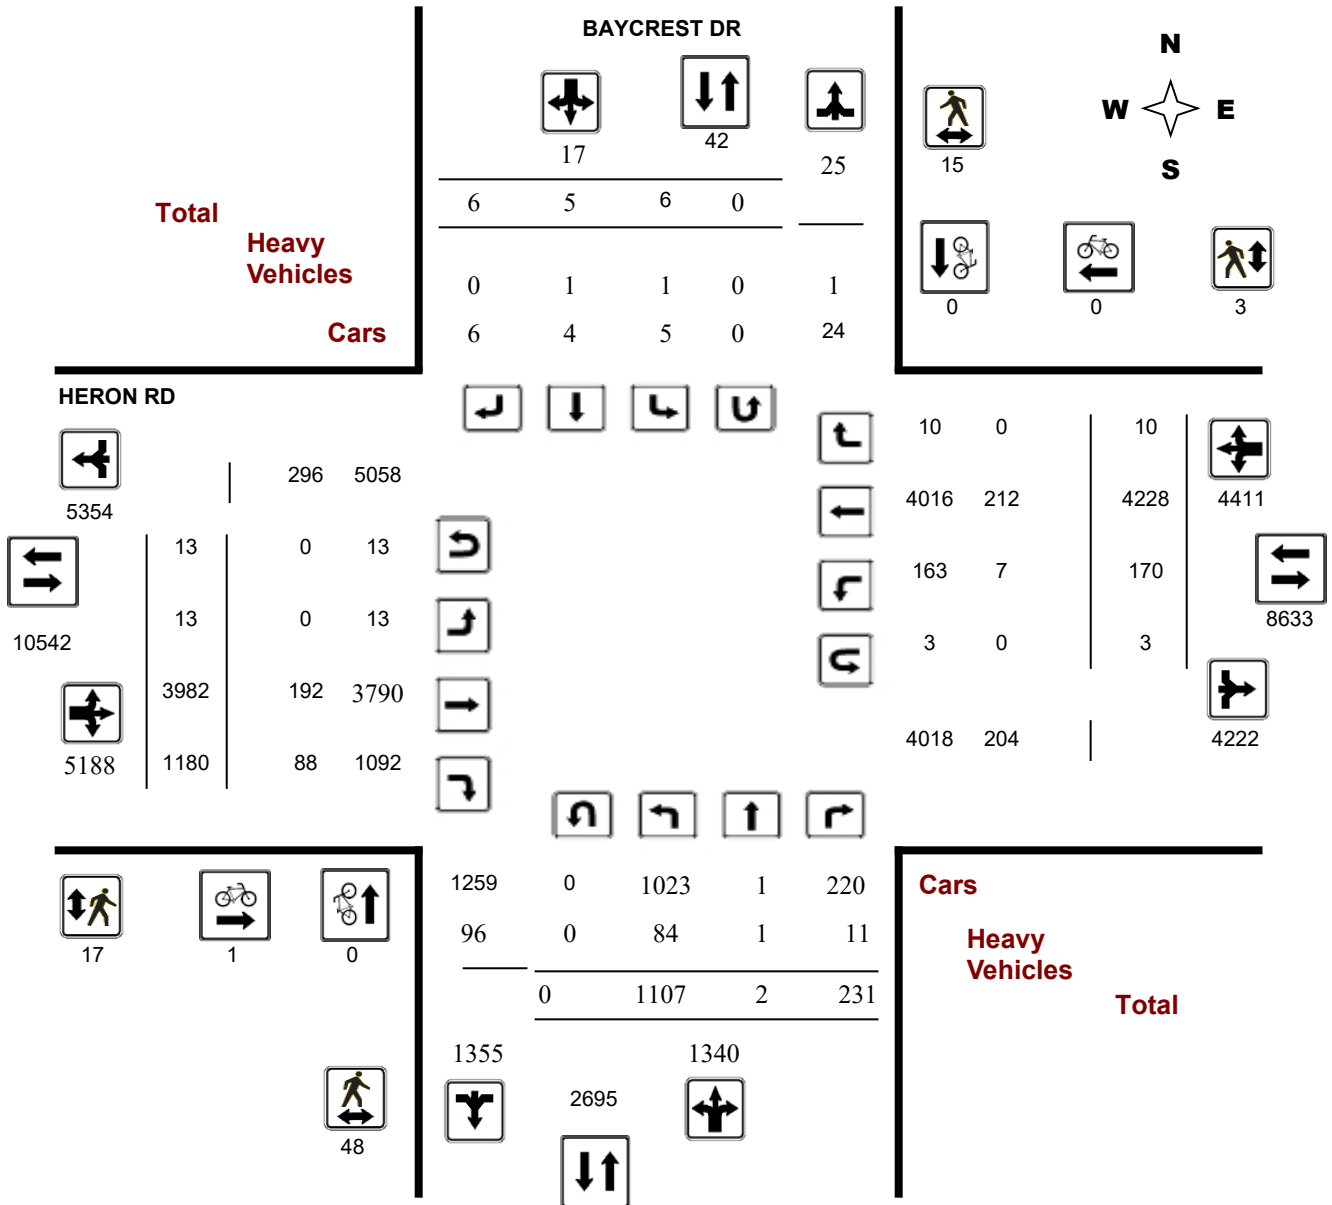 BAYCREST DR
N
W E
S
17
42
25
15
6 5 6 0
Total
Heavy
Vehicles
0 1 1 0 1
Cars
6 4 5 0 24
0 0 3
HERON RD
10 0 10
296 5058
5354
4016 212 4228 4411
13 0 13
163 7 170
8633
13 0 13
10542
3 0 3
3982 192 3790
4018 204 4222
5188 1180 88 1092
1259 0 1023 1 220
Cars
96 0 84 1 11
Heavy
Vehicles
17 1 0
0 1107 2 231
Total
1355 1340
2695
48